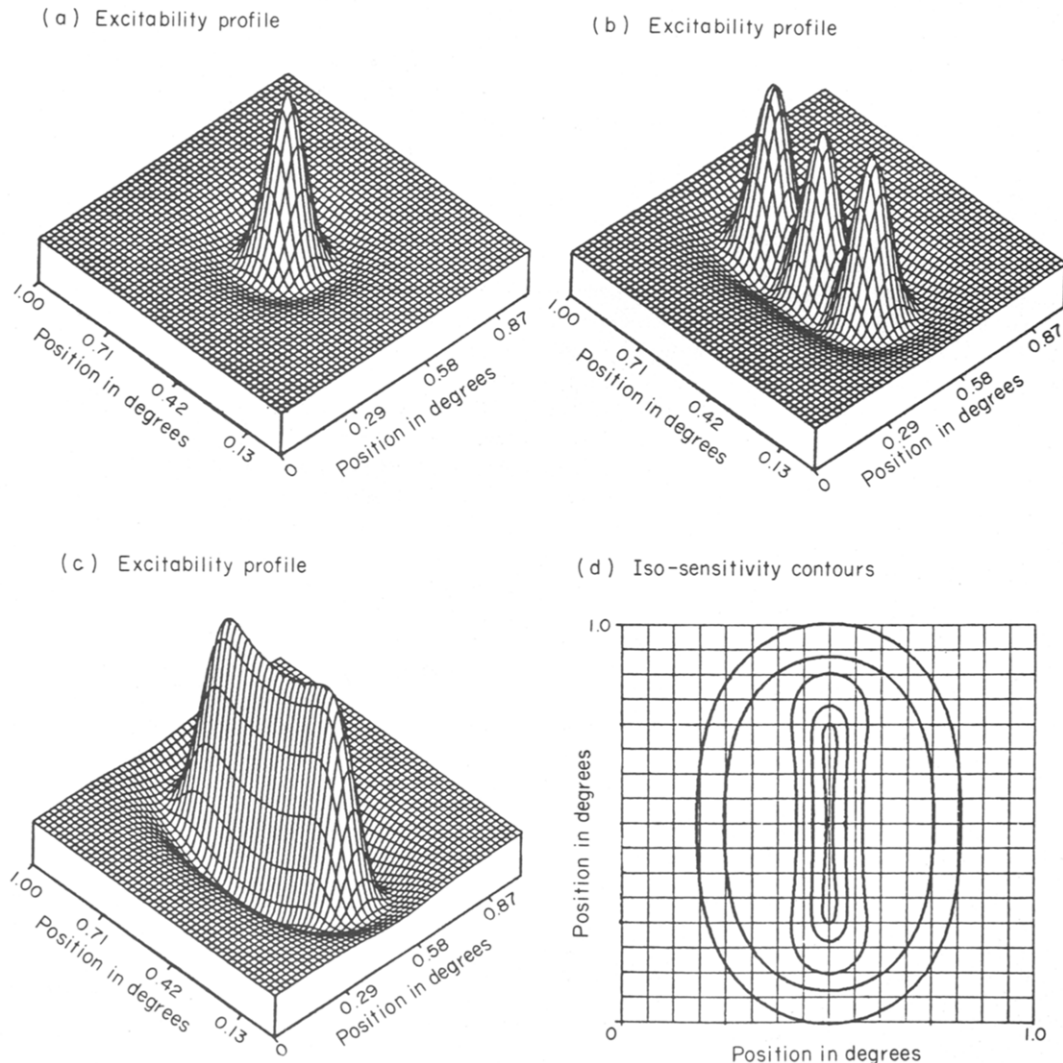 (a) Excitability profile
1.00
0.71
0.42
0.13
0
0.29
0.58
0.87
Position in degrees
Position in degrees
(b) Excitability profile
1.00
0.71
0.42
0.13
0
0.29
0.58
0.87
Position in degrees
Position in degrees
(c) Excitability profile
1.00
0.71
0.42
0.13
0
0.29
0.58
0.87
Position in degrees
Position in degrees
(d) Iso-sensitivity contours
1.0
Position in degrees
0
1.0
Position in degrees